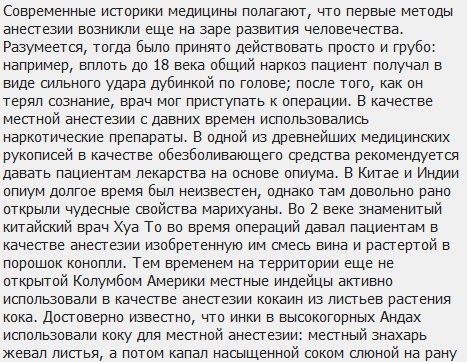 Современные историки медицины полагают, что первые методы
анестезии возникли еще на заре развития человечества.
Разумеется, тогда было принято действовать просто и грубо:
например, вплоть до 18 века общий наркоз пациент получал в
виде сильного удара дубинкой по голове; после того, как он
терял сознание, врач мог приступать к операции. В качестве
местной анестезии с давних времен использовались
наркотические препараты. В одной из древнейших медицинских
рукописей в качестве обезболивающего средства рекомендуется
давать пациентам лекарства на основе опиума. В Китае и Индии
опиум долгое время был неизвестен, однако там довольно рано
открыли чудесные свойства марихуаны. Во 2 веке знаменитый
китайский врач Хуа То во время операций давал пациентам в
качестве анестезии изобретенную им смесь вина и растертой в
порошок конопли. Тем временем на территории еще не
открытой Колумбом Америки местные индейцы активно
использовали в качестве анестезии кокаин из листьев растения
кока. Достоверно известно, что инки в высокогорных Андах
использовали коку для местной анестезии: местный знахарь
жевал листья, а потом капал насыщенной соком слюной на рану